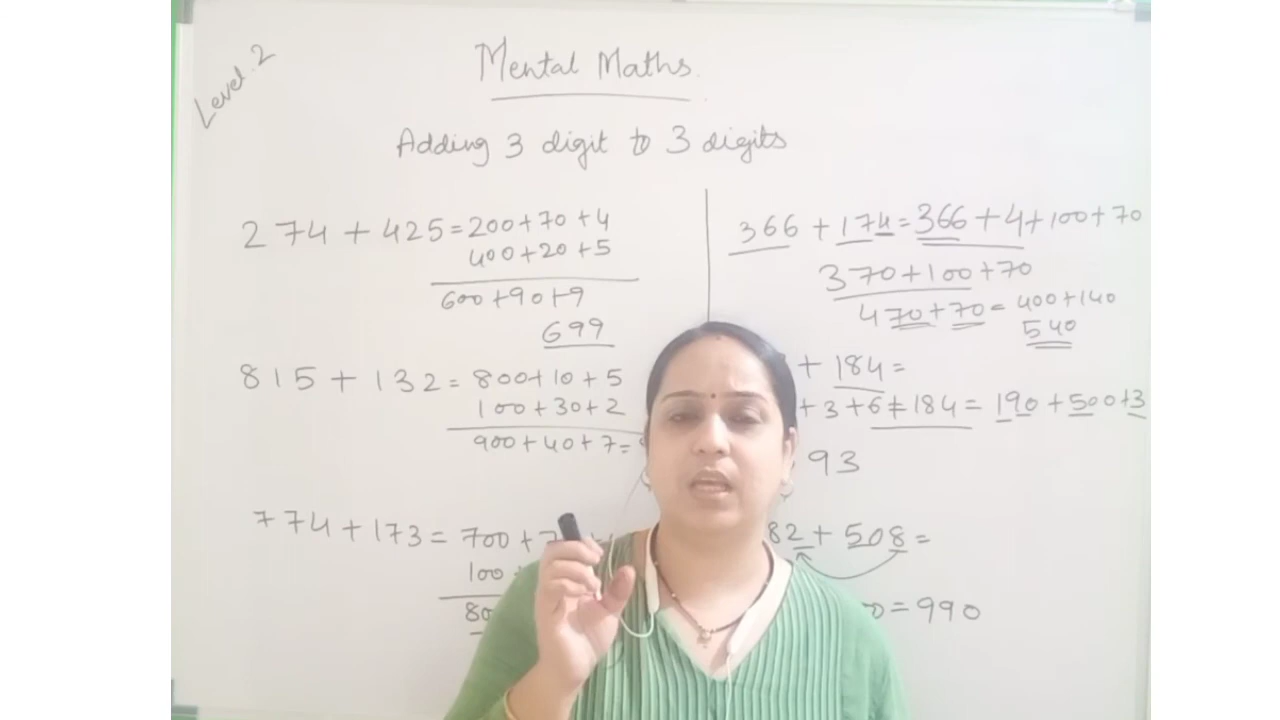 Level.2
Mental Maths.
Adding 3 digit to 3 digits
274 + 425 = 200+70+4
400+20+5
600+90+9
699
815 + 132 = 800+10+5
100+30+2
900+40+7=
774+173= 700+
100
366 + 174 = 366 + 4+100+70
370+100+70
470+70= 400+140
540
+ 184 =
+3+6+184 = 190 + 500+3
93
82 + 508 =
= 990